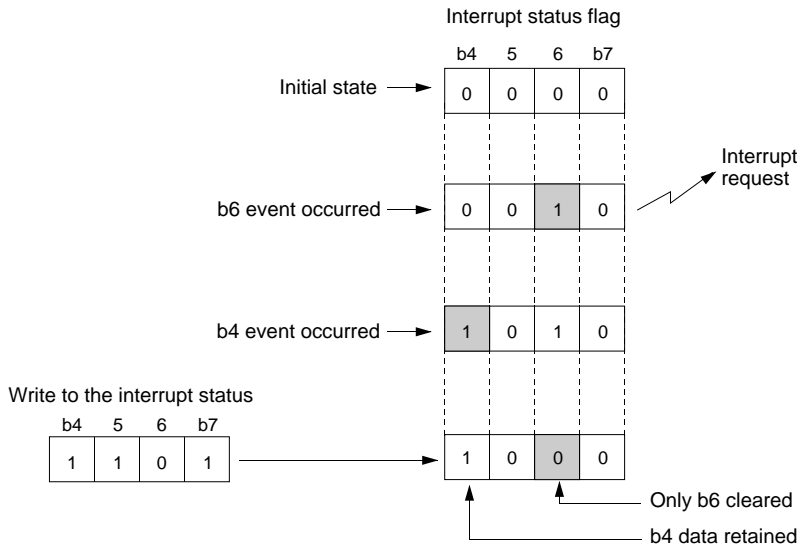 Interrupt status flag
b4 5 6 b7
Initial state 0 0 0 0
Interrupt
request
b6 event occurred 0 0 1 0
b4 event occurred 1 0 1 0
Write to the interrupt status
b4 5 6 b7
1 1 0 1 1 0 0 0
Only b6 cleared
b4 data retained